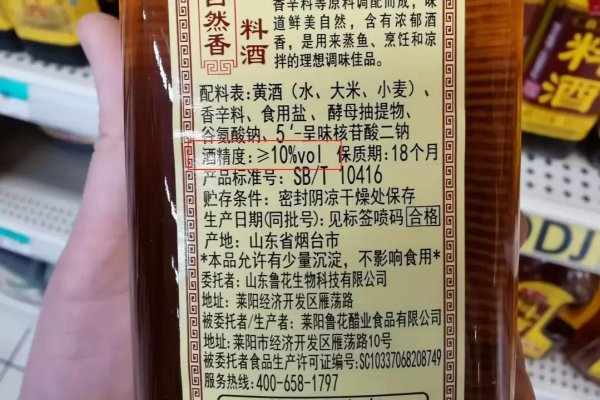 自然香
料酒
香辛料等原料调配而成，味
道鲜美自然，含有浓郁酒
香，是用来蒸鱼、烹饪和凉
拌的理想调味佳品。
配料表：黄酒（水、大米、小麦）、
香辛料、食用盐、酵母抽提物、
谷氨酸钠、5′-呈味核苷酸二钠
酒精度：≥10%vol 保质期：18个月
产品标准号：SB/T 10416
贮存条件：密封阴凉干燥处保存
生产日期(同批号)：见标签喷码 合格
产地：山东省烟台市
*本品允许有少量沉淀，不影响食用*
委托者：山东鲁花生物科技有限公司
地址：莱阳经济开发区雁荡路
被委托者/生产者：莱阳鲁花醋业食品有限公司
地址：莱阳市经济开发区雁荡路10号
被委托者食品生产许可证编号：SC10337068208749
服务热线：400-658-1797
料酒